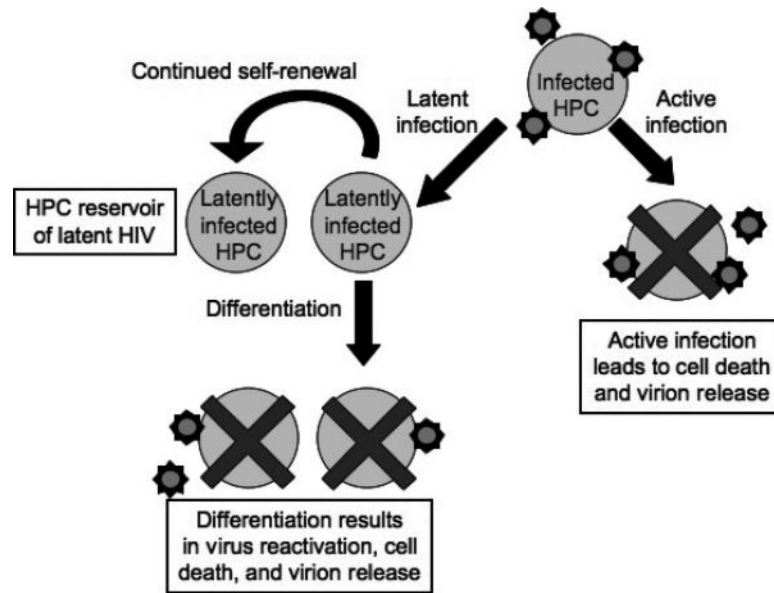 Continued self-renewal
Latent
infection
Infected
HPC
Active
infection
HPC reservoir
of latent HIV
Latently
infected
HPC
Latently
infected
HPC
Differentiation
Active infection
leads to cell death
and virion release
Differentiation results
in virus reactivation, cell
death, and virion release